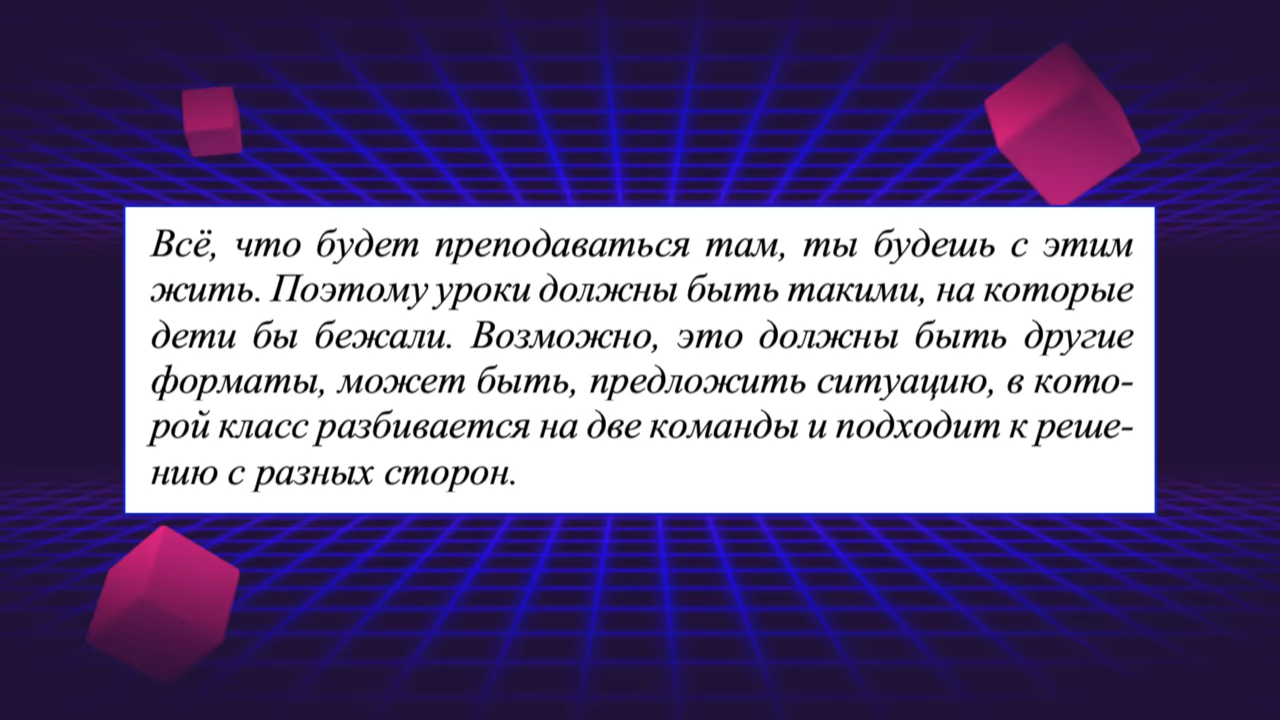 Всё, что будет преподаваться там, ты будешь с этим
жить. Поэтому уроки должны быть такими, на которые
дети бы бежали. Возможно, это должны быть другие
форматы, может быть, предложить ситуацию, в кото-
рой класс разбивается на две команды и подходит к реше-
нию с разных сторон.